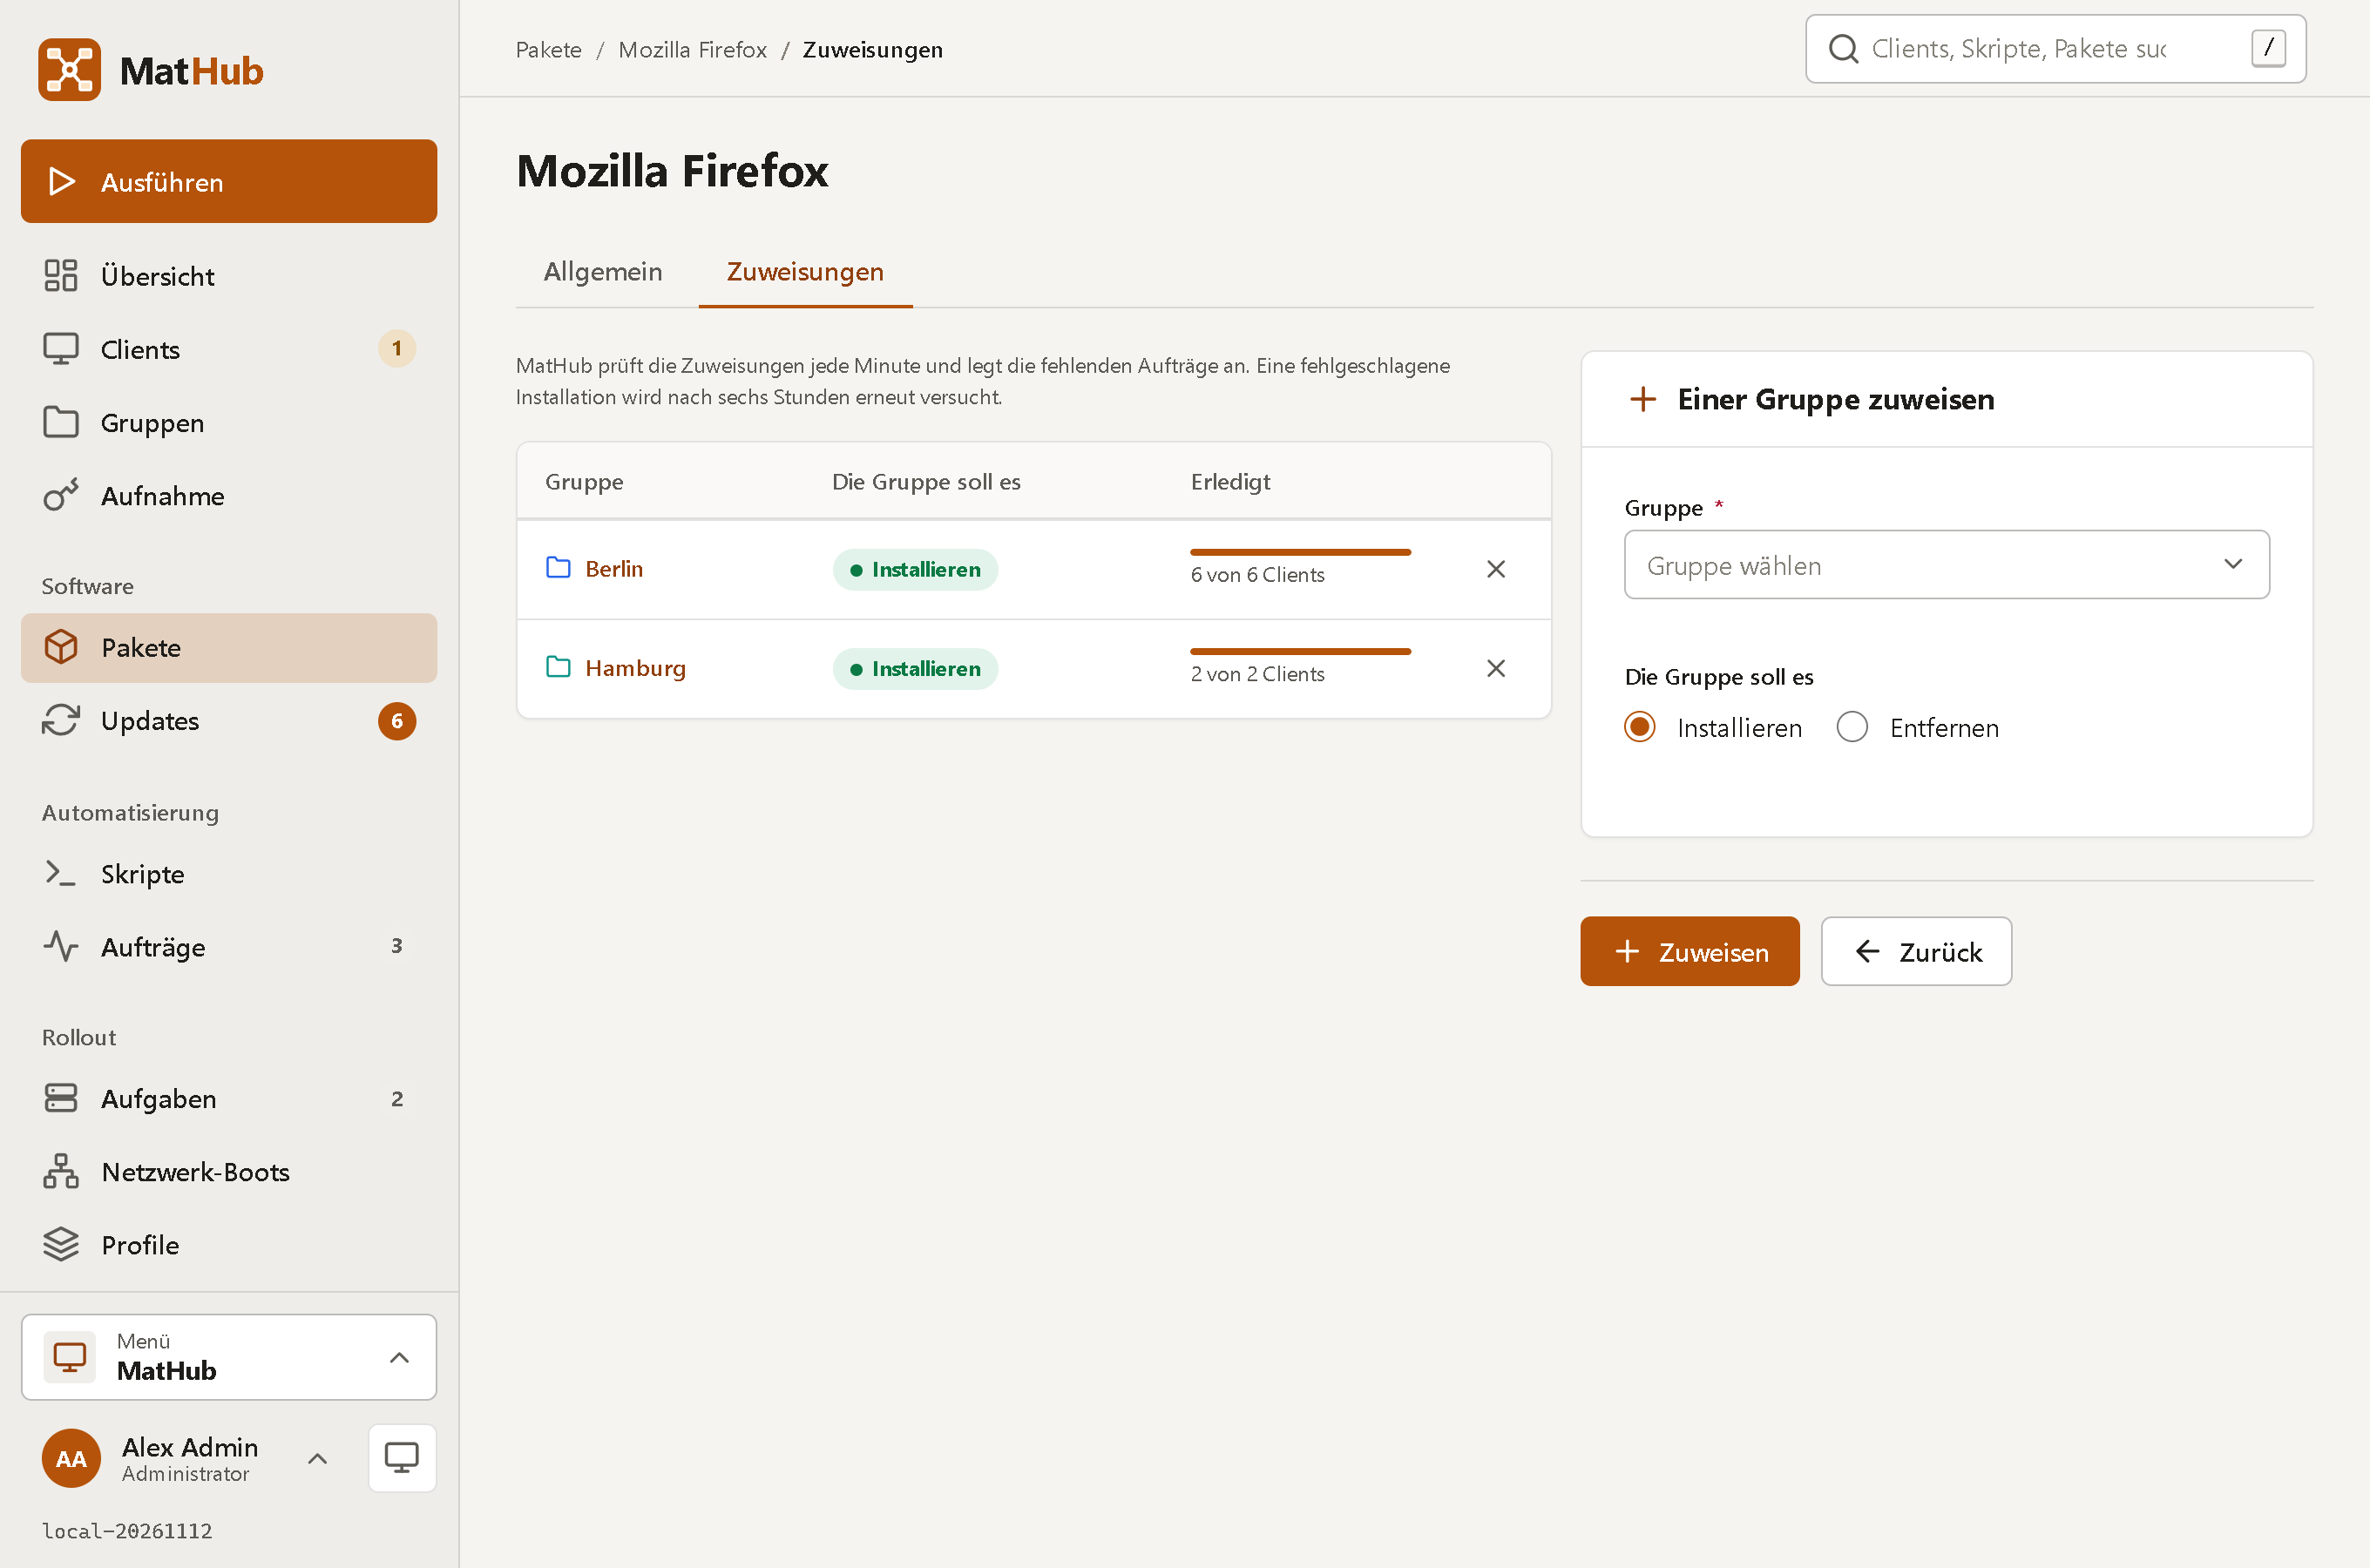 MatHub
Ausführen
Übersicht
Clients 1
Gruppen
Aufnahme
Software
Pakete
Updates 6
Automatisierung
Skripte
Aufträge 3
Rollout
Aufgaben 2
Netzwerk-Boots
Profile
Menü
MatHub
AA
Alex Admin
Administrator
local-20261112
Pakete / Mozilla Firefox / Zuweisungen
Clients, Skripte, Pakete suc
/
Mozilla Firefox
Allgemein Zuweisungen
MatHub prüft die Zuweisungen jede Minute und legt die fehlenden Aufträge an. Eine fehlgeschlagene
Installation wird nach sechs Stunden erneut versucht.
Gruppe Die Gruppe soll es Erledigt
Berlin Installieren 6 von 6 Clients
Hamburg Installieren 2 von 2 Clients
Einer Gruppe zuweisen
Gruppe *
Gruppe wählen
Die Gruppe soll es
Installieren Entfernen
Zuweisen Zurück